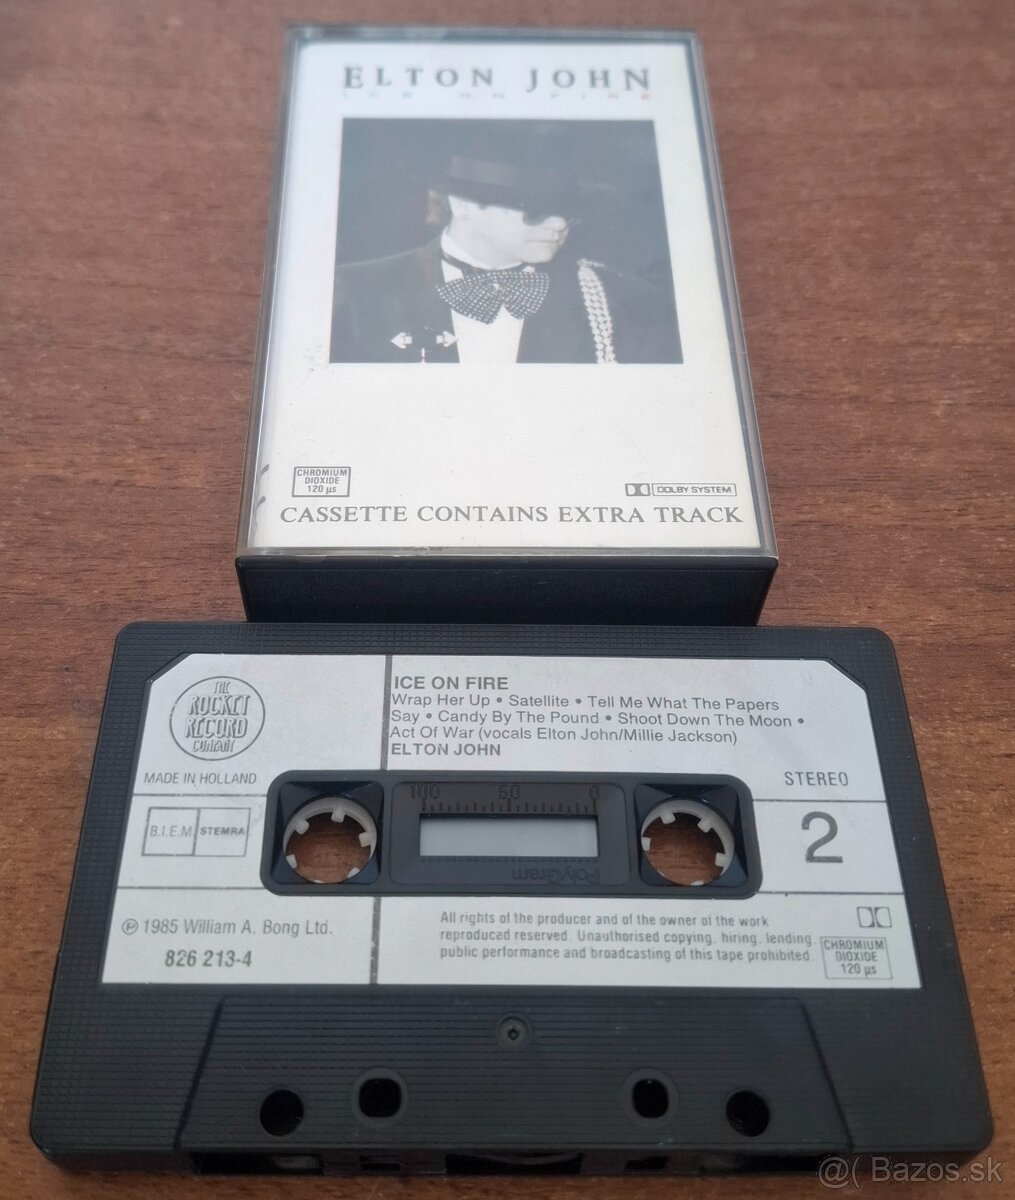 ELTON JOHN
ICE ON FIRE
CHROMIUM
DIOXIDE
120 µs
DOLBY SYSTEM
CASSETTE CONTAINS EXTRA TRACK
THE
ROCKET
RECORD
COMPANY
MADE IN HOLLAND
B.I.E.M. STEMRA
℗ 1985 William A. Bong Ltd.
826 213-4
ICE ON FIRE
Wrap Her Up • Satellite • Tell Me What The Papers
Say • Candy By The Pound • Shoot Down The Moon •
Act Of War (vocals Elton John/Millie Jackson)
ELTON JOHN
STEREO
2
100 50 0
PolyGram
All rights of the producer and of the owner of the work
reproduced reserved. Unauthorised copying, hiring, lending
public performance and broadcasting of this tape prohibited
CHROMIUM
DIOXIDE
120 µs
@( Bazos.sk